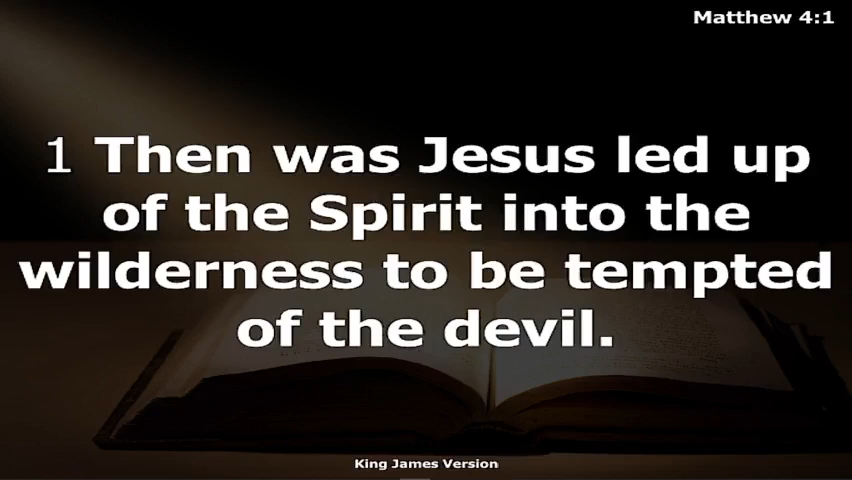 Matthew 4:1
1 Then was Jesus led up
of the Spirit into the
wilderness to be tempted
of the devil.
King James Version